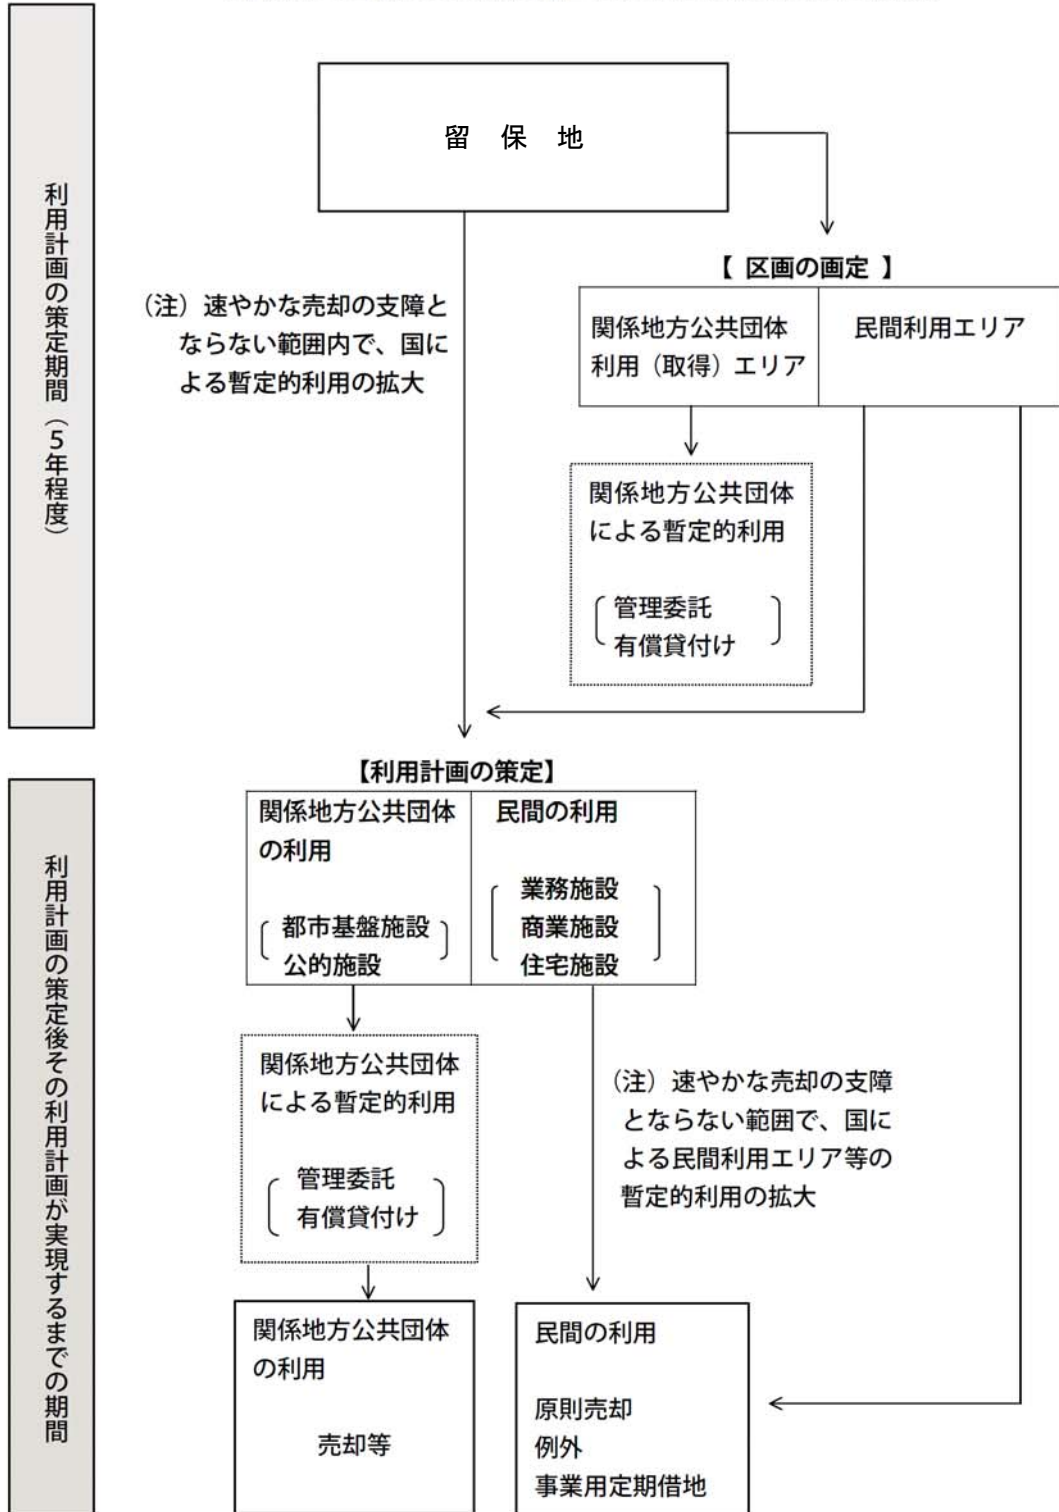 利用計画の策定期間（5年程度）
留 保 地
（注）速やかな売却の支障と
ならない範囲内で、国に
よる暫定的利用の拡大
【 区画の画定 】
関係地方公共団体
利用（取得）エリア
民間利用エリア
関係地方公共団体
による暫定的利用
管理委託
有償貸付け
利用計画の策定後その利用計画が実現するまでの期間
【利用計画の策定】
関係地方公共団体
の利用
都市基盤施設
公的施設
民間の利用
業務施設
商業施設
住宅施設
関係地方公共団体
による暫定的利用
管理委託
有償貸付け
（注）速やかな売却の支障
とならない範囲で、国に
よる民間利用エリア等の
暫定的利用の拡大
関係地方公共団体
の利用
売却等
民間の利用
原則売却
例外
事業用定期借地